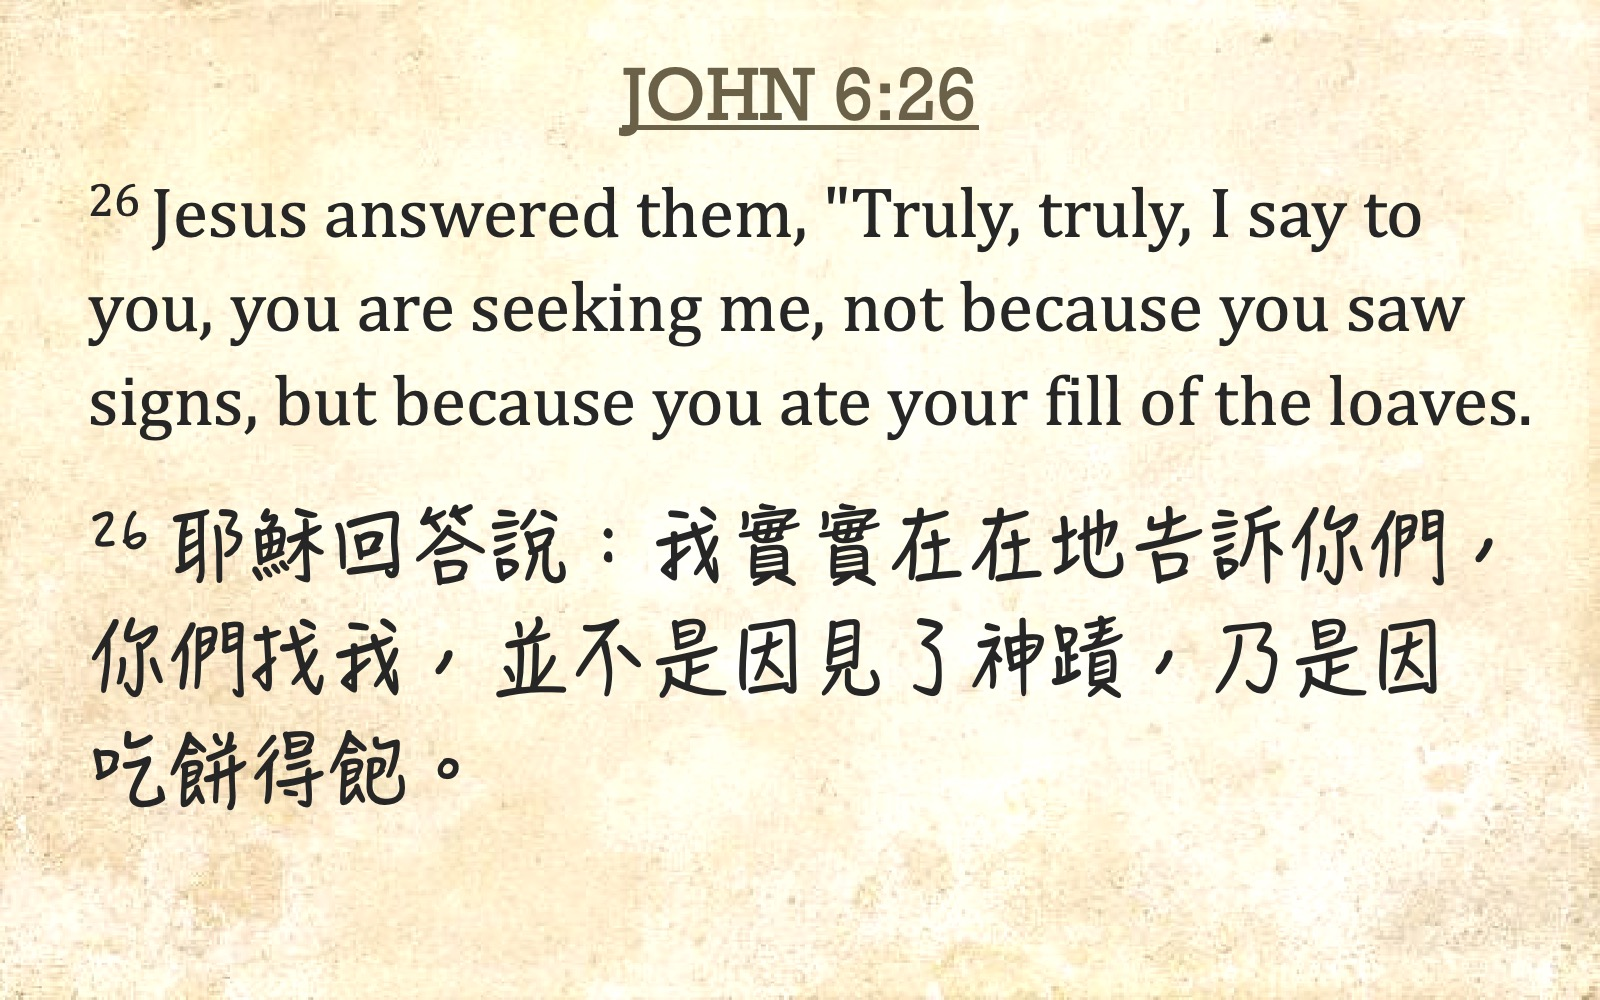 JOHN 6:26
26 Jesus answered them, "Truly, truly, I say to
you, you are seeking me, not because you saw
signs, but because you ate your fill of the loaves.
26 耶穌回答說：我實實在在地告訴你們，
你們找我，並不是因見了神蹟，乃是因
吃餅得飽。